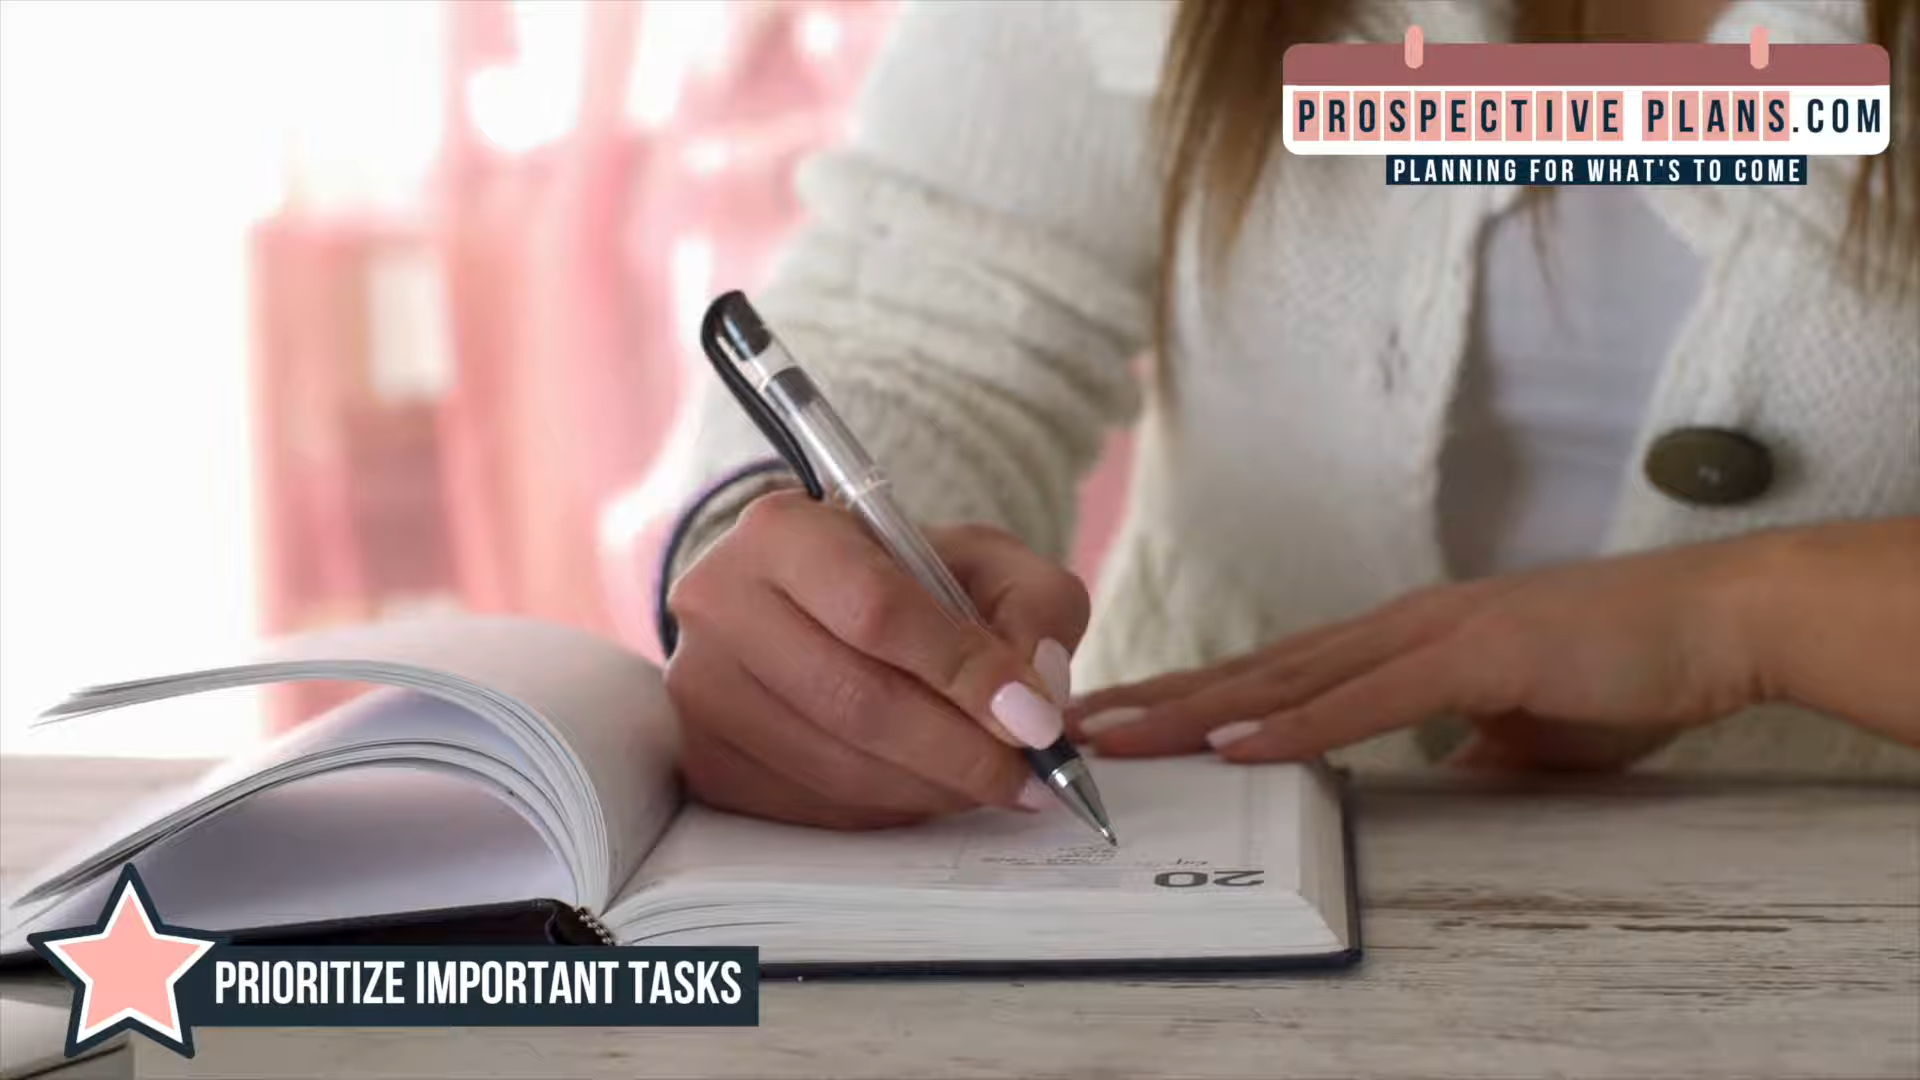 PROSPECTIVE PLANS.COM
PLANNING FOR WHAT'S TO COME
20
PRIORITIZE IMPORTANT TASKS